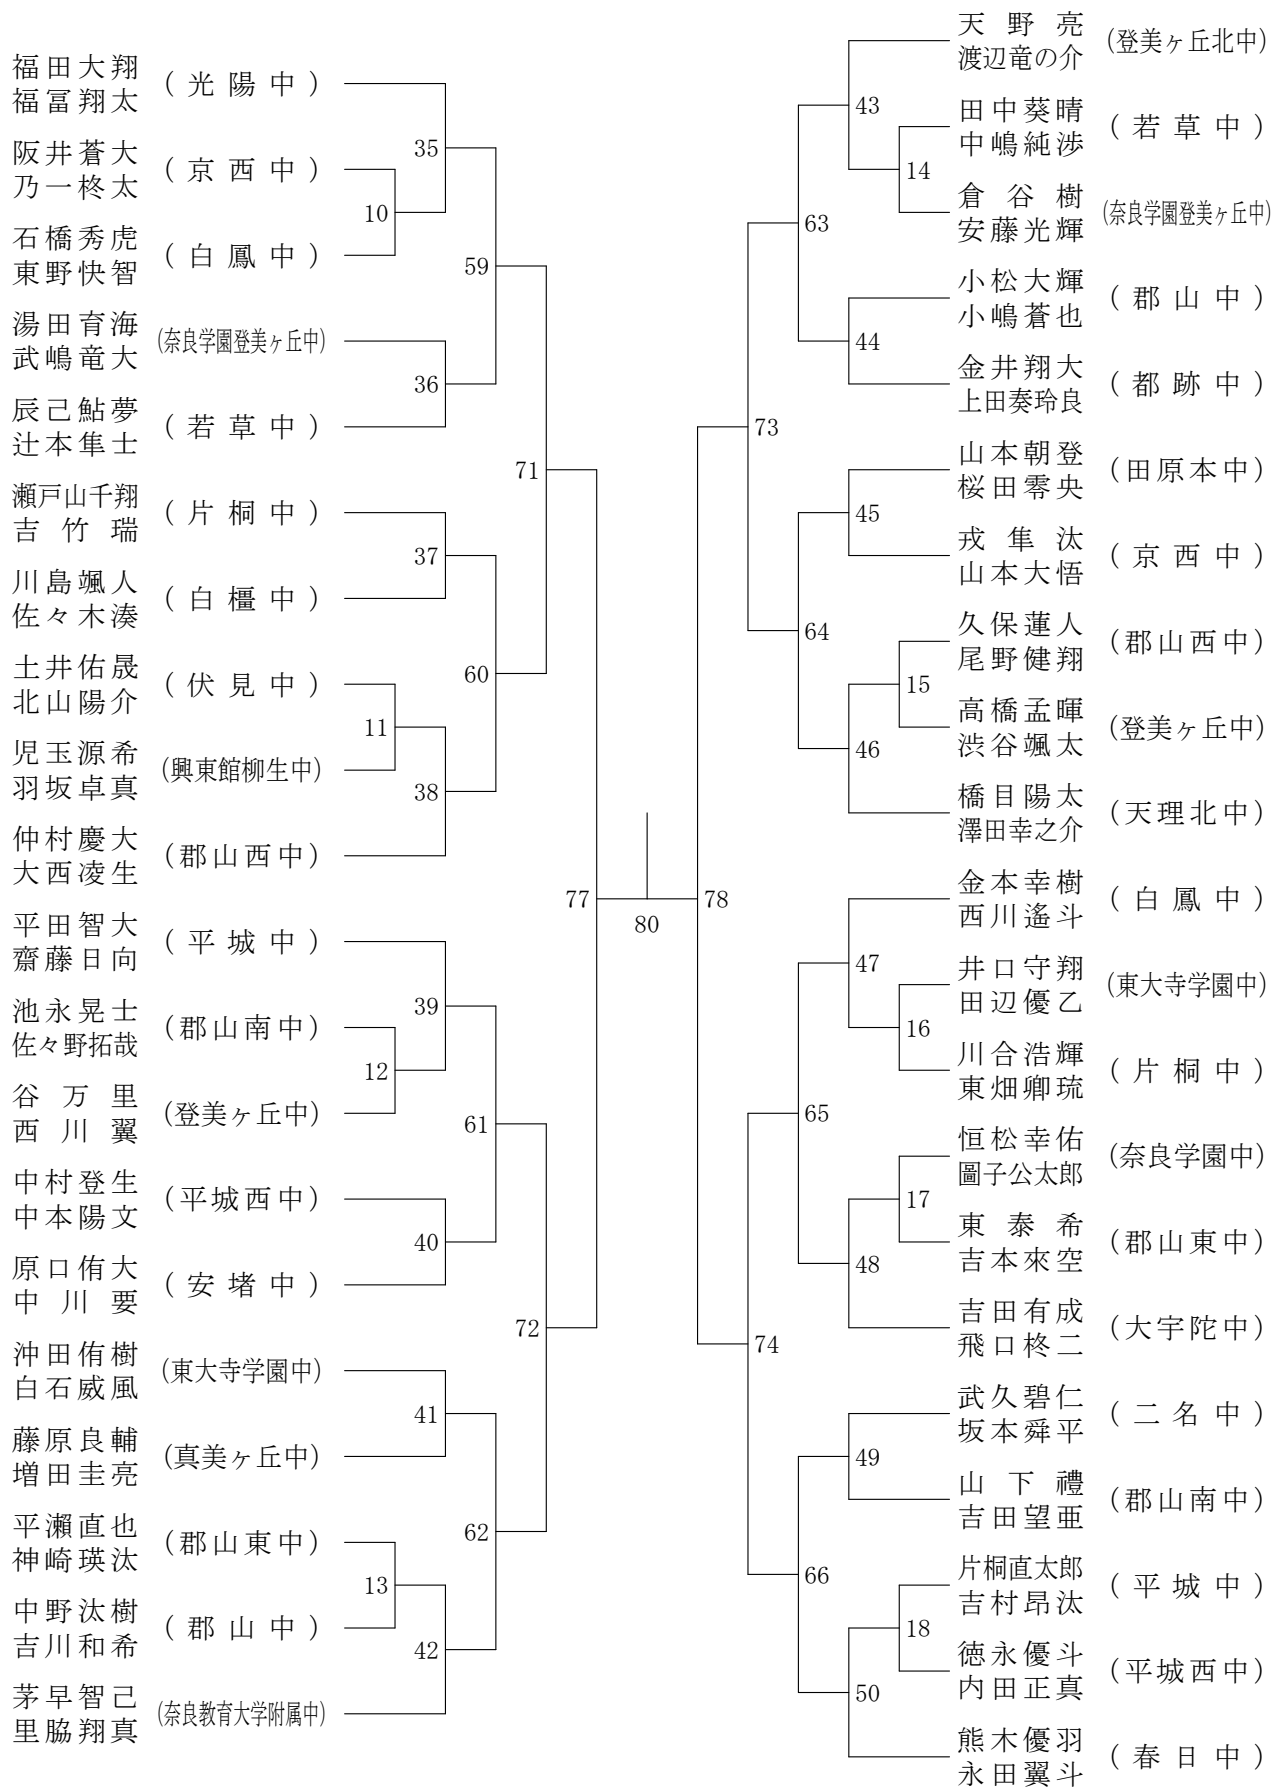 福田大翔
福冨翔太
(光陽中)
阪井蒼大
乃一柊太
(京西中)
石橋秀虎
東野快智
(白鳳中)
湯田育海
武嶋竜大
(奈良学園登美ヶ丘中)
辰己鮎夢
辻本隼士
(若草中)
瀬戸山千翔
吉竹瑞
(片桐中)
川島颯人
佐々木湊
(白橿中)
土井佑晟
北山陽介
(伏見中)
児玉源希
羽坂卓真
(興東館柳生中)
仲村慶大
大西凌生
(郡山西中)
平田智大
齋藤日向
(平城中)
池永晃士
佐々野拓哉
(郡山南中)
谷万里
西川翼
(登美ヶ丘中)
中村登生
中本陽文
(平城西中)
原口侑大
中川要
(安堵中)
沖田侑樹
白石威風
(東大寺学園中)
藤原良輔
増田圭亮
(真美ヶ丘中)
平瀬直也
神崎瑛汰
(郡山東中)
中野汰樹
吉川和希
(郡山中)
茅早智己
里脇翔真
(奈良教育大学附属中)
35
10
59
36
71
37
60
11
38
77
39
12
61
40
72
41
62
13
42
80
78
43
14
63
44
73
45
64
15
46
47
16
65
17
48
74
49
66
18
50
天野亮
渡辺竜の介
(登美ヶ丘北中)
田中葵晴
中嶋純渉
(若草中)
倉谷樹
安藤光輝
(奈良学園登美ヶ丘中)
小松大輝
小嶋蒼也
(郡山中)
金井翔大
上田奏玲良
(都跡中)
山本朝登
桜田零央
(田原本中)
戎隼汰
山本大悟
(京西中)
久保蓮人
尾野健翔
(郡山西中)
高橋孟暉
渋谷颯太
(登美ヶ丘中)
橋目陽太
澤田幸之介
(天理北中)
金本幸樹
西川遙斗
(白鳳中)
井口守翔
田辺優乙
(東大寺学園中)
川合浩輝
東畑卿琉
(片桐中)
恒松幸佑
圖子公太郎
(奈良学園中)
東泰希
吉本來空
(郡山東中)
吉田有成
飛口柊二
(大宇陀中)
武久碧仁
坂本舜平
(二名中)
山下禮
吉田望亜
(郡山南中)
片桐直太郎
吉村昂汰
(平城中)
徳永優斗
内田正真
(平城西中)
熊木優羽
永田翼斗
(春日中)